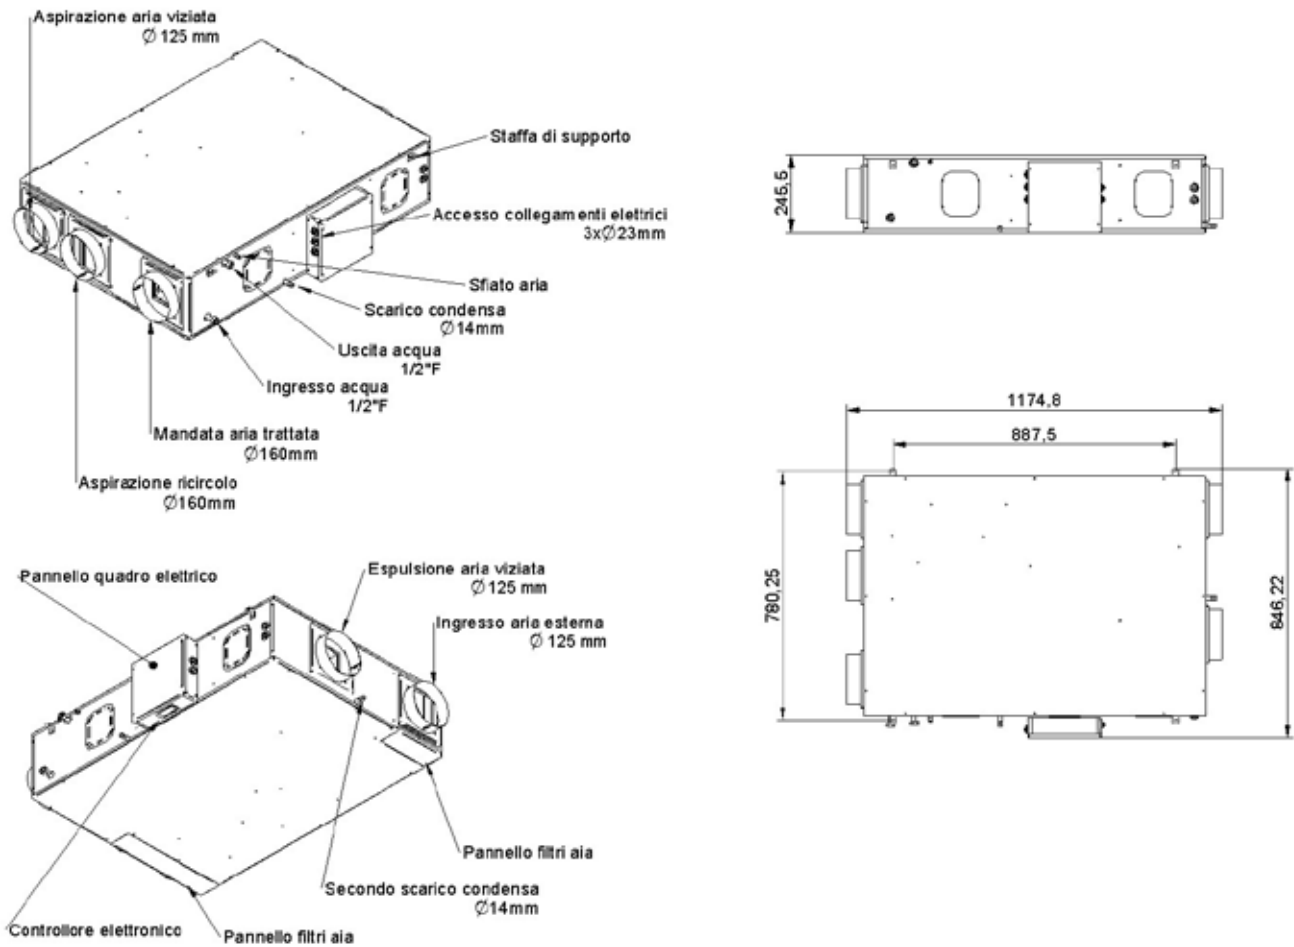 Aspirazione aria viziata
Ø 125 mm
Staffa di supporto
Accesso collegamenti elettrici
3xØ23mm
Sfiato aria
Scarico condensa
Ø14mm
Uscita acqua
1/2"F
Ingresso acqua
1/2"F
Mandata aria trattata
Ø160mm
Aspirazione ricircolo
Ø160mm
245,5
1174,8
887,5
780,25
846,22
Pannello quadro elettrico
Espulsione aria viziata
Ø 125 mm
Ingresso aria esterna
Ø 125 mm
Pannello filtri aia
Secondo scarico condensa
Ø14mm
Controllore elettronico
Pannello filtri aia